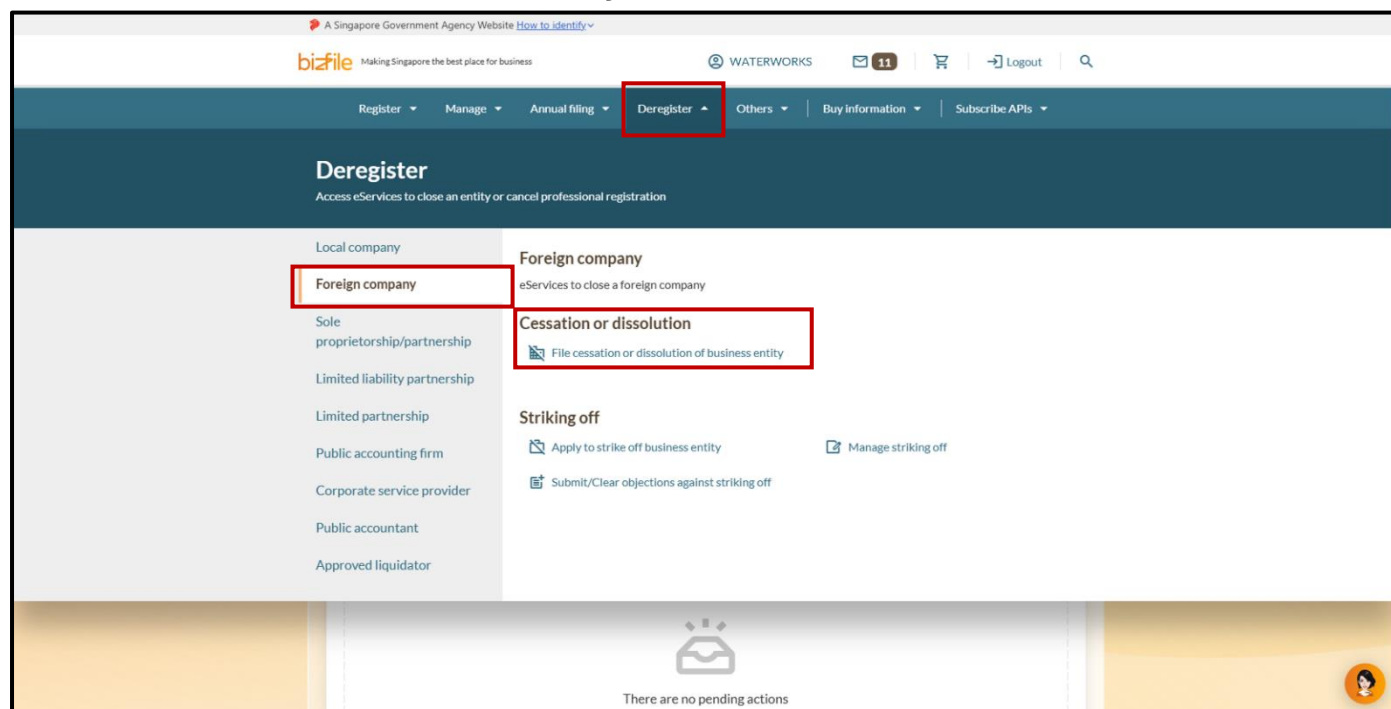 A Singapore Government Agency Website How to identify
bizfile Making Singapore the best place for business
WATERWORKS 11 Logout
Register Manage Annual filing Deregister Others Buy information Subscribe APIs
Deregister
Access eServices to close an entity or cancel professional registration
Local company
Foreign company
Sole
proprietorship/partnership
Limited liability partnership
Limited partnership
Public accounting firm
Corporate service provider
Public accountant
Approved liquidator
Foreign company
eServices to close a foreign company
Cessation or dissolution
File cessation or dissolution of business entity
Striking off
Apply to strike off business entity
Manage striking off
Submit/Clear objections against striking off
There are no pending actions